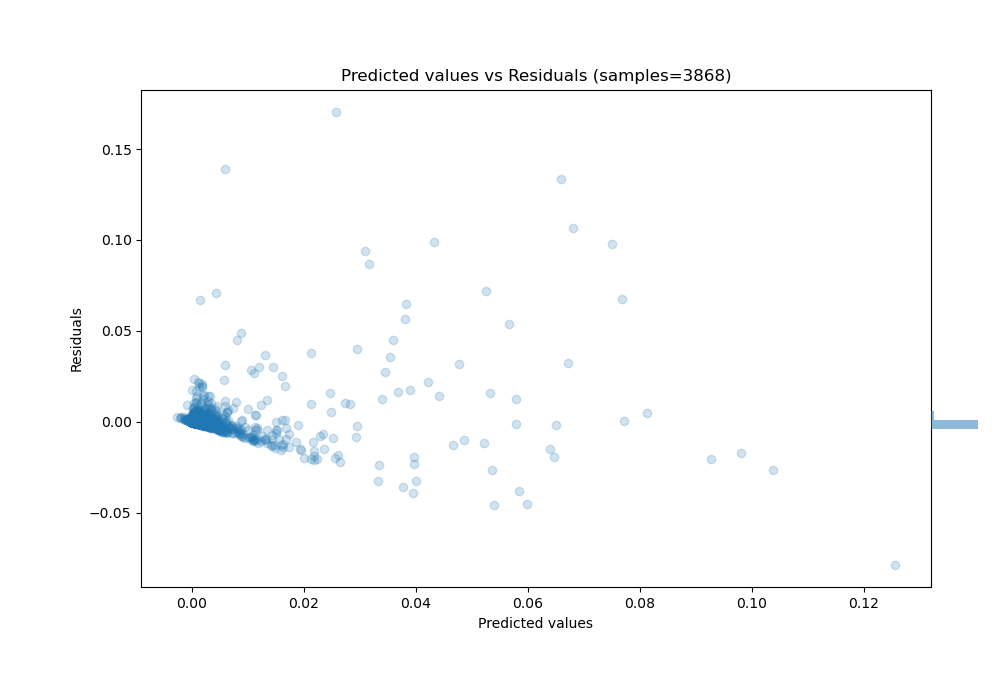 Predicted values vs Residuals (samples=3868)
0.15
0.10
0.05
0.00
−0.05
Residuals
0.00 0.02 0.04 0.06 0.08 0.10 0.12
Predicted values